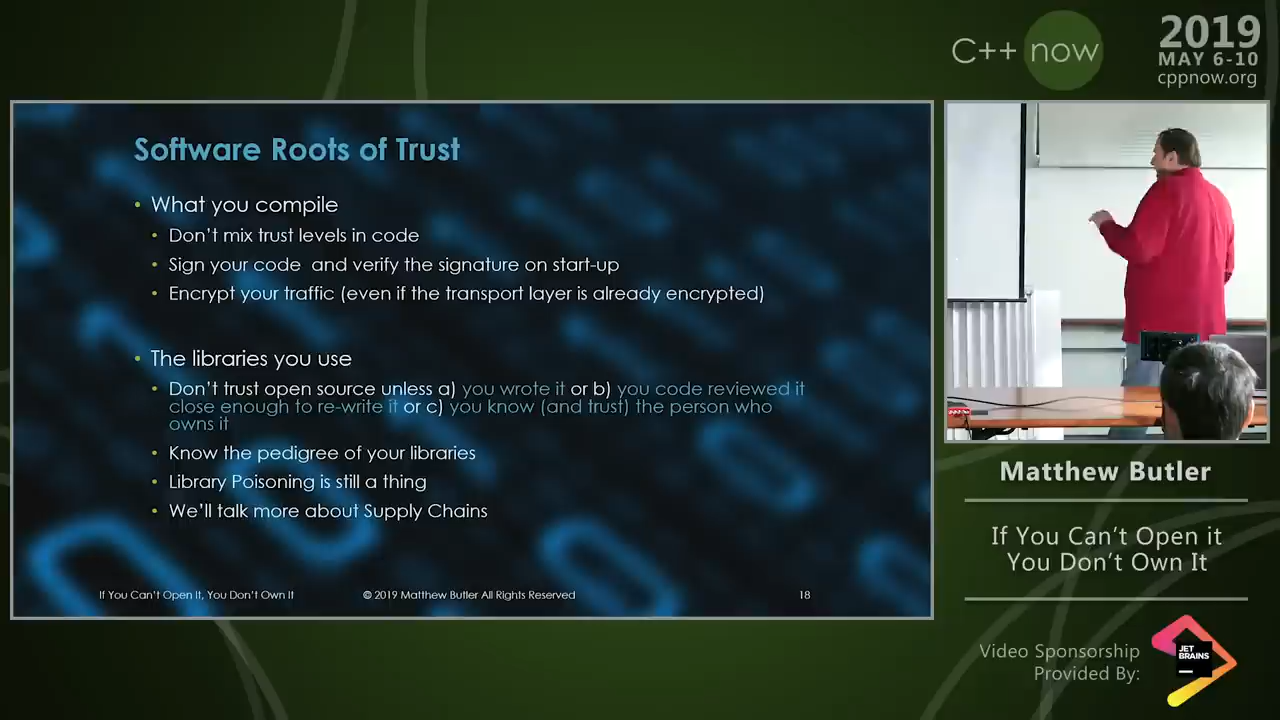 C++ now
2019
MAY 6-10
cppnow.org
Software Roots of Trust
• What you compile
• Don't mix trust levels in code
• Sign your code  and verify the signature on start-up
• Encrypt your traffic (even if the transport layer is already encrypted)
• The libraries you use
• Don't trust open source unless a) you wrote it or b) you code reviewed it
close enough to re-write it or c) you know (and trust) the person who
owns it
• Know the pedigree of your libraries
• Library Poisoning is still a thing
• We'll talk more about Supply Chains
If You Can't Open It, You Don't Own It
© 2019 Matthew Butler All Rights Reserved
18
Matthew Butler
If You Can't Open it
You Don't Own It
Video Sponsorship
Provided By:
JET
BRAINS